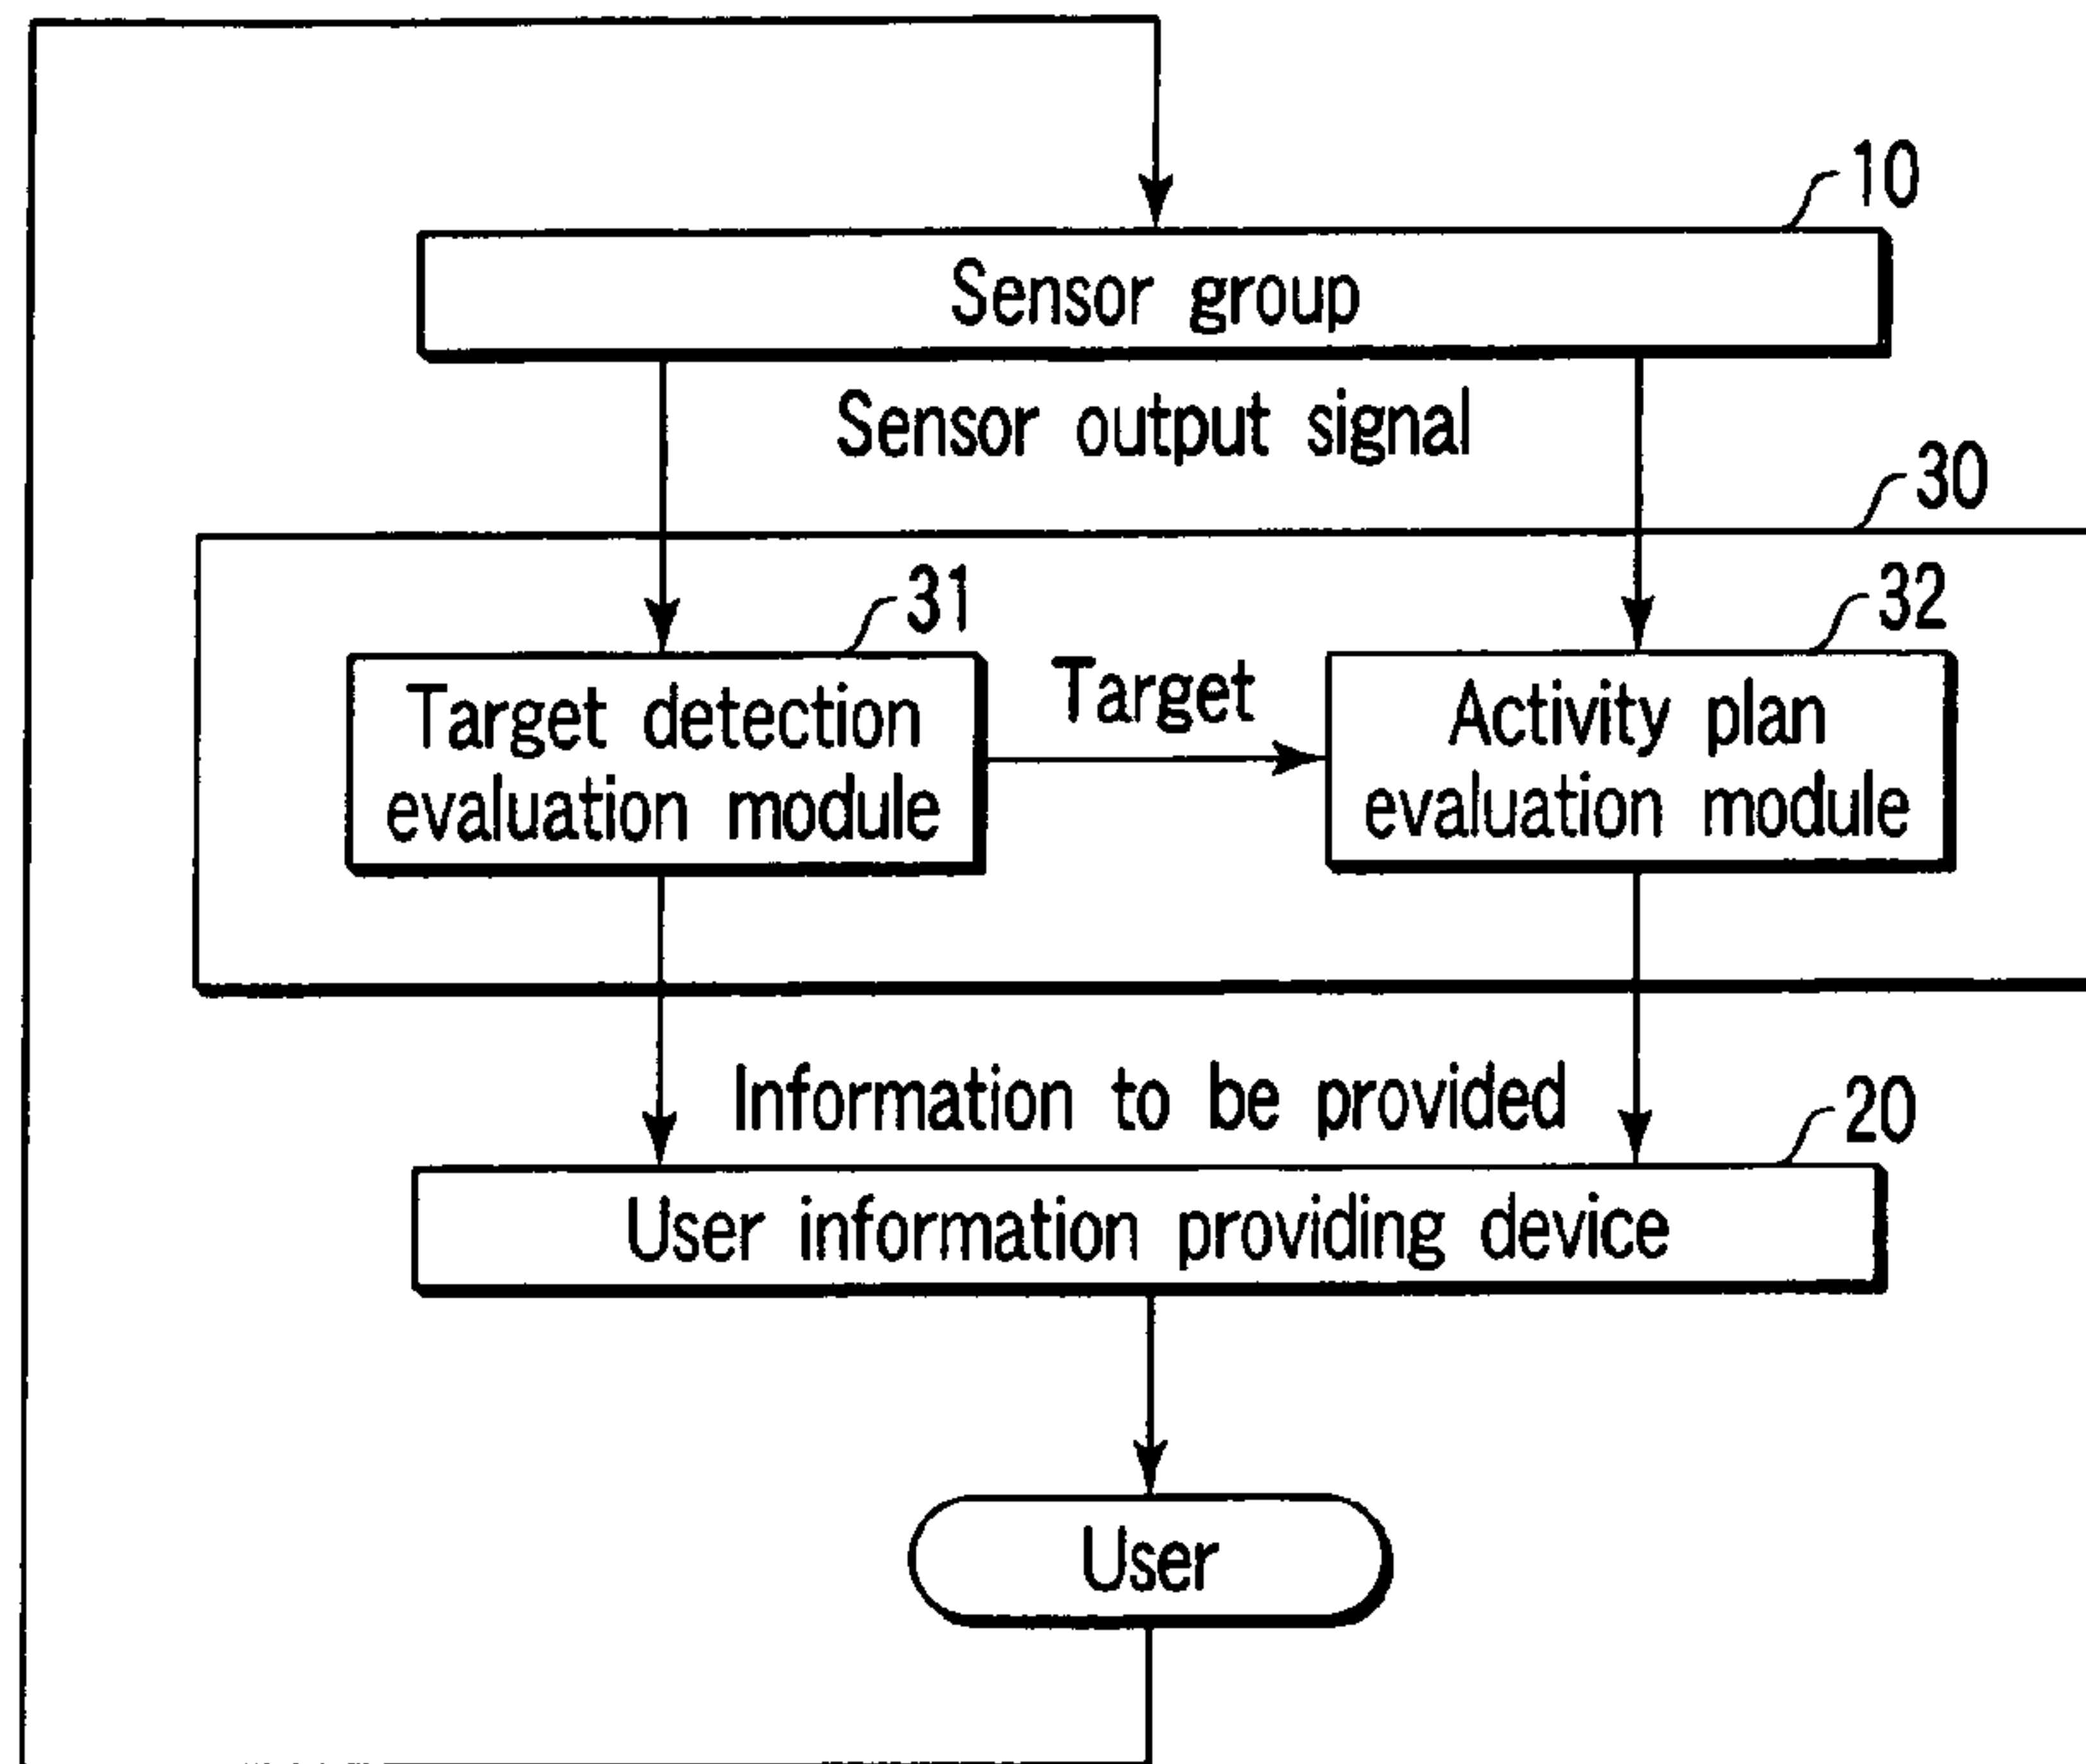 10
Sensor group
Sensor output signal
30
31
32
Target detection
evaluation module
Target
Activity plan
evaluation module
Information to be provided
20
User information providing device
User